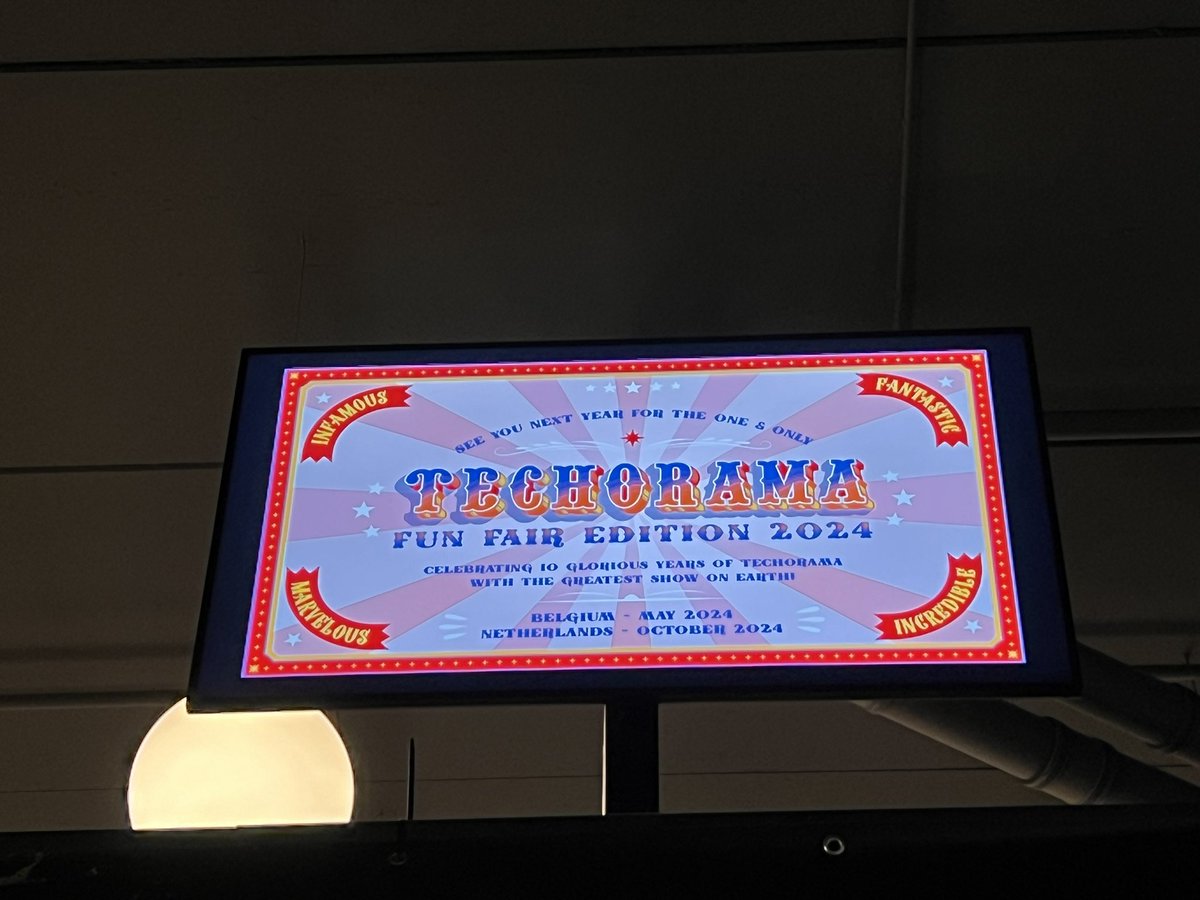 INFAMOUS
FANTASTIC
SEE YOU NEXT YEAR FOR THE ONE & ONLY
TECHORAMA
FUN FAIR EDITION 2024
CELEBRATING 10 GLORIOUS YEARS OF TECHORAMA
WITH THE GREATEST SHOW ON EARTH!
BELGIUM - MAY 2024
NETHERLANDS - OCTOBER 2024
MARVELOUS
INCREDIBLE